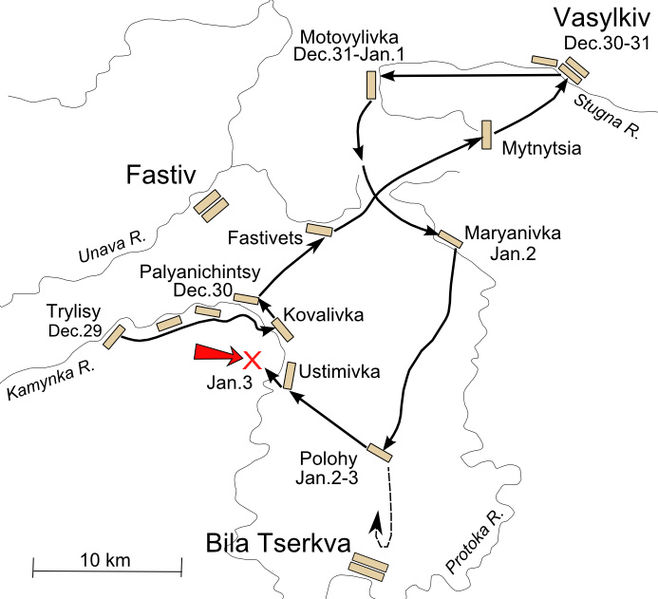 Vasylkiv
Dec.30-31
Motovylivka
Dec.31-Jan.1
Stugna R.
Mytnytsia
Fastiv
Unava R.
Fastivets
Maryanivka
Jan.2
Palyanichintsy
Dec.30
Trylisy
Dec.29
Kovalivka
Kamynka R.
X
Jan.3
Ustimivka
Polohy
Jan.2-3
Bila Tserkva
Protoka R.
10 km